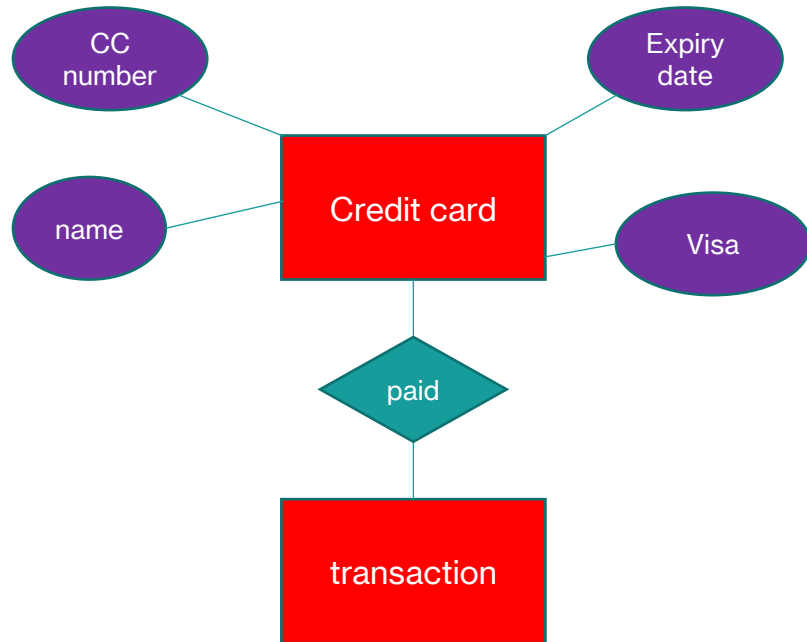 CC
number
Expiry
date
Credit card
name
Visa
paid
transaction